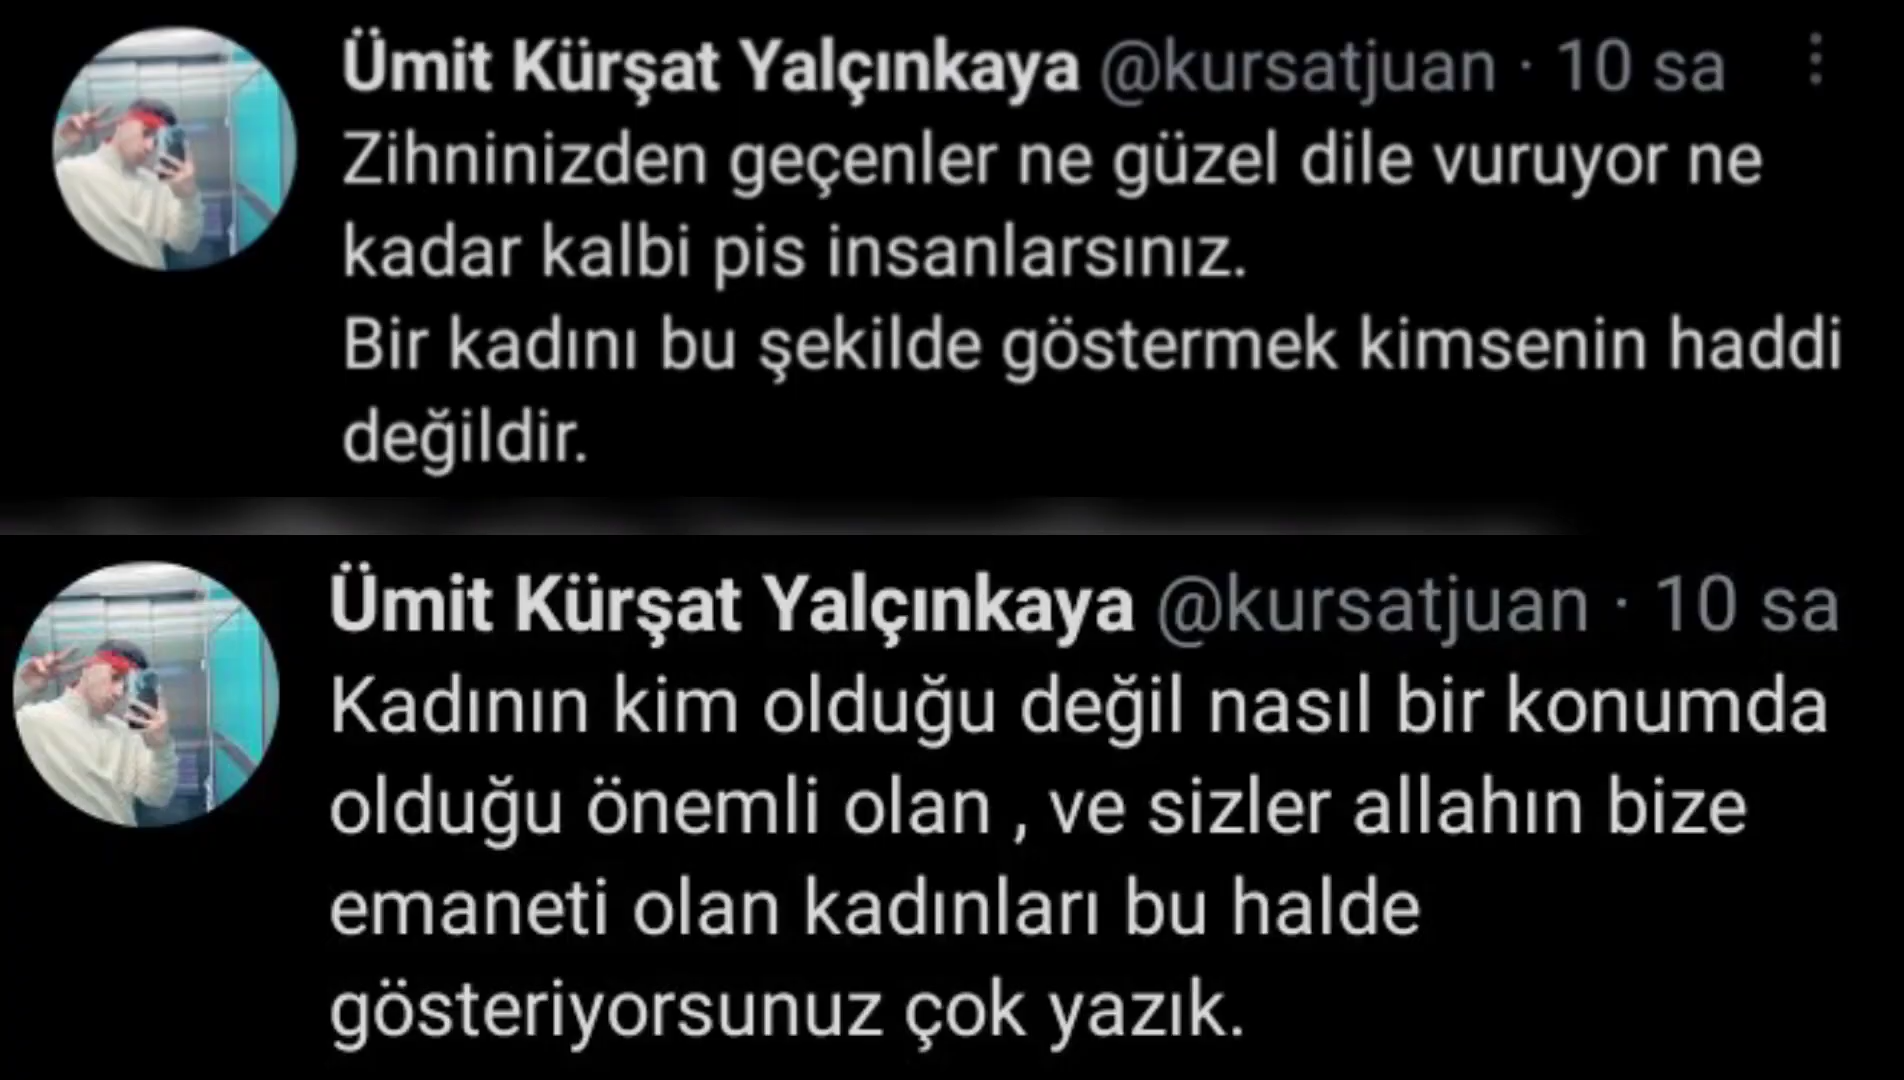 Ümit Kürşat Yalçınkaya @kursatjuan · 10 sa
Zihninizden geçenler ne güzel dile vuruyor ne
kadar kalbi pis insanlarsınız.
Bir kadını bu şekilde göstermek kimsenin haddi
değildir.
Ümit Kürşat Yalçınkaya @kursatjuan · 10 sa
Kadının kim olduğu değil nasıl bir konumda
olduğu önemli olan , ve sizler allahın bize
emaneti olan kadınları bu halde
gösteriyorsunuz çok yazık.